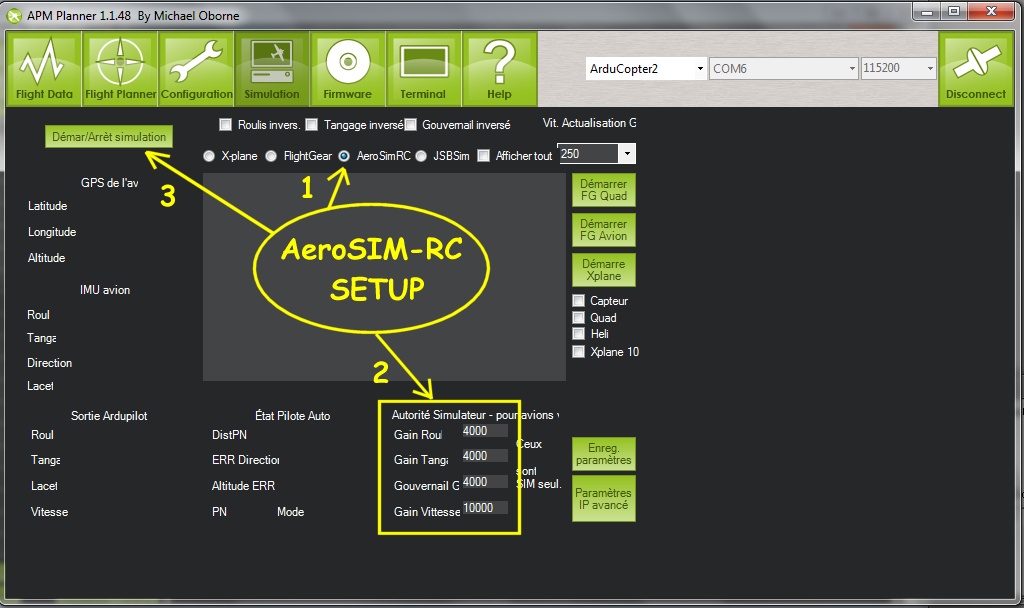 APM Planner 1.1.48 By Michael Oborne
Flight Data Flight Planner Configuration Simulation Firmware Terminal Help
ArduCopter2 COM6 115200
Disconnect
Démar/Arrèt simulation
Roulis invers. Tangage inversé Gouvernail inversé Vit. Actualisation G
X-plane FlightGear AeroSimRC JSBSim Afficher tout 250
1
3
GPS de l'av
Latitude
Longitude
Altitude
IMU avion
Roul
Tanga
Direction
Lacet
AeroSIM-RC
SETUP
2
Démarrer
FG Quad
Démarrer
FG Avion
Démarre
Xplane
Capteur
Quad
Heli
Xplane 10
Sortie Ardupilot
Roul
Tanga
Lacet
Vitesse
État Pilote Auto
DistPN
ERR Direction
Altitude ERR
PN Mode
Autorité Simulateur - pour avions v
Gain Roul 4000
Gain Tanga 4000
Gouvernail G 4000
Gain Vittesse 10000
Ceux
sont
SIM seul.
Enreg.
paramètres
Paramètres
IP avancé